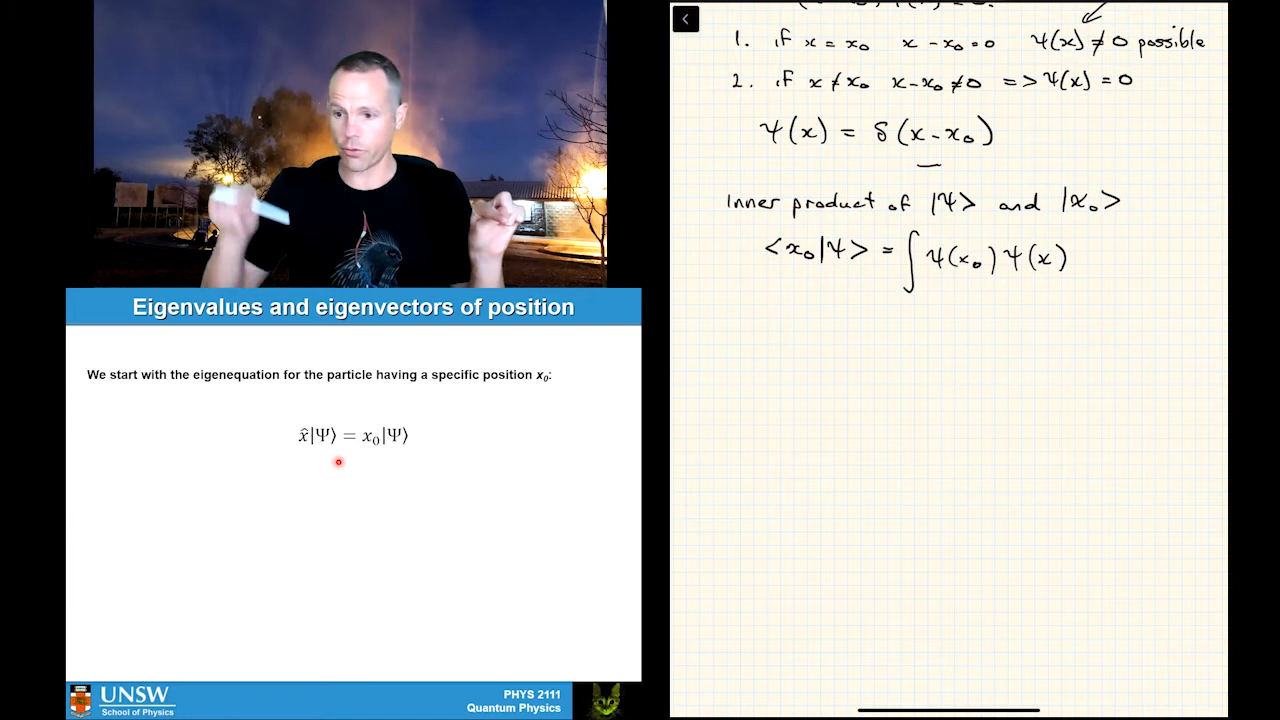 Eigenvalues and eigenvectors of position
We start with the eigenequation for the particle having a specific position x₀:
x̂|Ψ⟩ = x₀|Ψ⟩
UNSW
School of Physics
PHYS 2111
Quantum Physics
1. if x = x₀ x - x₀ = 0 Ψ(x) ≠ 0 possible
2. if x ≠ x₀ x - x₀ ≠ 0 => Ψ(x) = 0
Ψ(x) = δ(x - x₀)
Inner product of |Ψ> and |x₀>
<x₀|Ψ> = ∫ Ψ(x₀) Ψ(x)